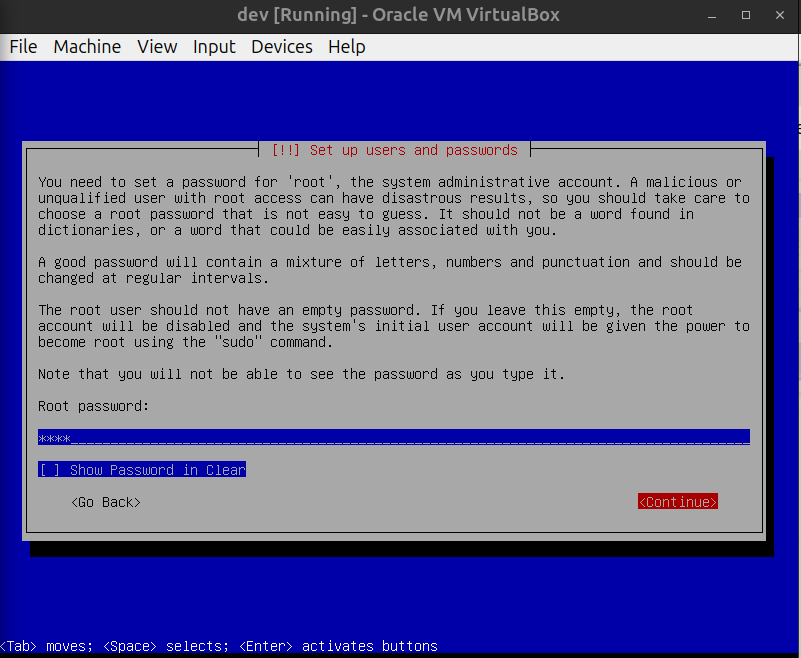 dev [Running] - Oracle VM VirtualBox
File Machine View Input Devices Help
[!!] Set up users and passwords
You need to set a password for 'root', the system administrative account. A malicious or
unqualified user with root access can have disastrous results, so you should take care to
choose a root password that is not easy to guess. It should not be a word found in
dictionaries, or a word that could be easily associated with you.
A good password will contain a mixture of letters, numbers and punctuation and should be
changed at regular intervals.
The root user should not have an empty password. If you leave this empty, the root
account will be disabled and the system's initial user account will be given the power to
become root using the "sudo" command.
Note that you will not be able to see the password as you type it.
Root password:
****
[ ] Show Password in Clear
<Go Back> <Continue>
<Tab> moves; <Space> selects; <Enter> activates buttons